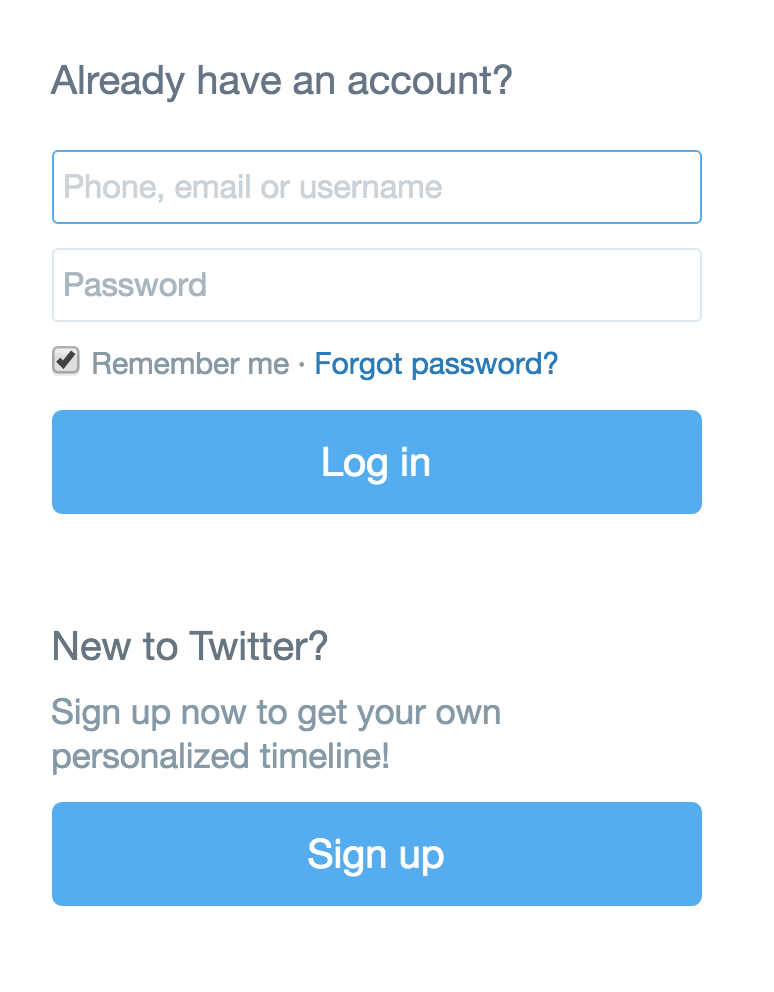 Already have an account?
Phone, email or username
Password
Remember me · Forgot password?
Log in
New to Twitter?
Sign up now to get your own
personalized timeline!
Sign up